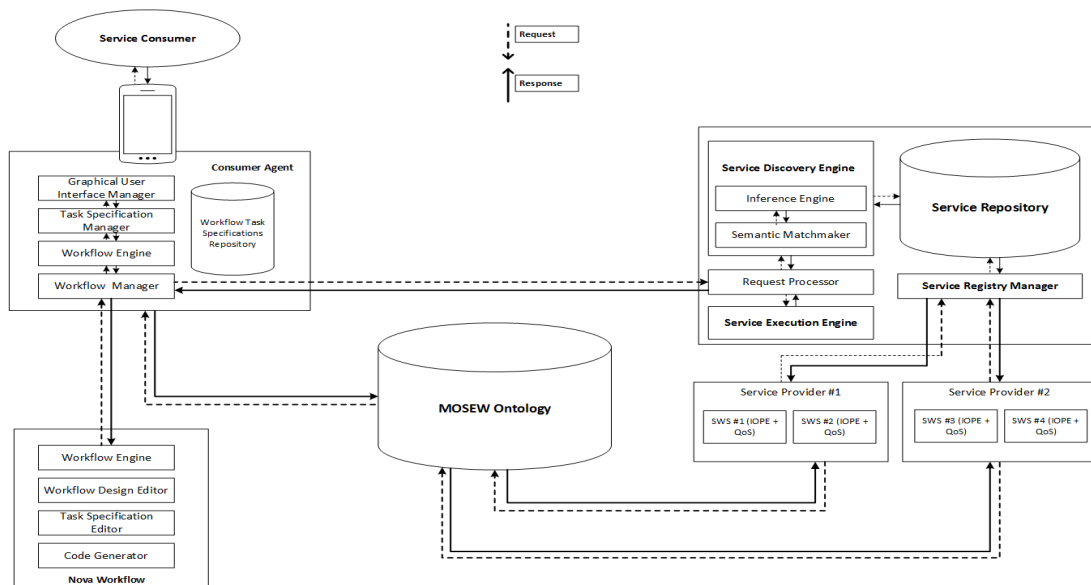 Service Consumer
Request
Response
Consumer Agent
Graphical User
Interface Manager
Task Specification
Manager
Workflow Engine
Workflow Manager
Workflow Task
Specifications
Repository
Service Discovery Engine
Inference Engine
Semantic Matchmaker
Request Processor
Service Execution Engine
Service Repository
Service Registry Manager
MOSEW Ontology
Service Provider #1
SWS #1 (IOPE +
QoS)
SWS #2 (IOPE +
QoS)
Service Provider #2
SWS #3 (IOPE +
QoS)
SWS #4 (IOPE +
QoS)
Workflow Engine
Workflow Design Editor
Task Specification
Editor
Code Generator
Nova Workflow